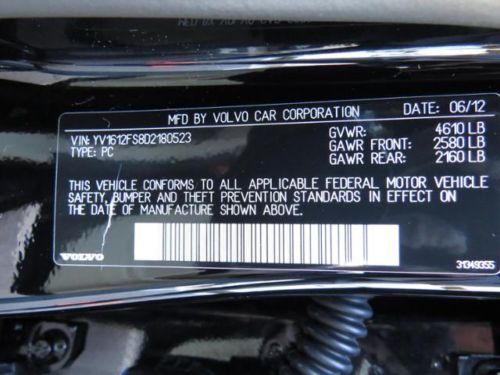 MFD BY VOLVO CAR CORPORATION DATE: 06/12
VIN: YV1612FS8D2180523 GVWR: 4610 LB
TYPE: PC GAWR FRONT: 2580 LB
GAWR REAR: 2160 LB
THIS VEHICLE CONFORMS TO ALL APPLICABLE FEDERAL MOTOR VEHICLE
SAFETY, BUMPER AND THEFT PREVENTION STANDARDS IN EFFECT ON
THE DATE OF MANUFACTURE SHOWN ABOVE.
VOLVO 31349355